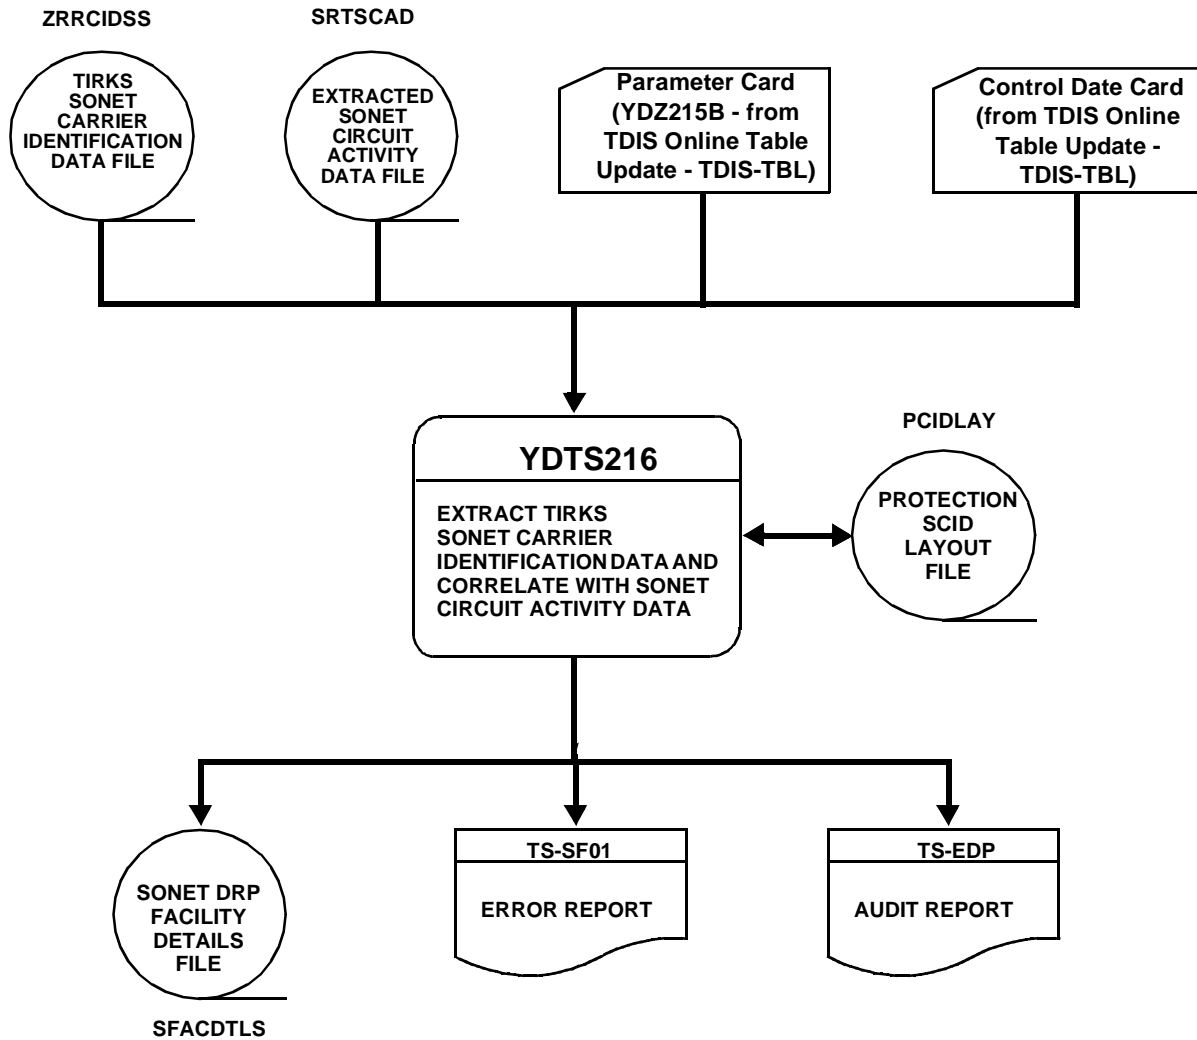 ZRRCIDSS
SRTSCAD
TIRKS
SONET
CARRIER
IDENTIFICATION
DATA FILE
EXTRACTED
SONET
CIRCUIT
ACTIVITY
DATA FILE
Parameter Card
(YDZ215B - from
TDIS Online Table
Update - TDIS-TBL)
Control Date Card
(from TDIS Online
Table Update -
TDIS-TBL)
YDTS216
EXTRACT TIRKS
SONET CARRIER
IDENTIFICATION DATA AND
CORRELATE WITH SONET
CIRCUIT ACTIVITY DATA
PCIDLAY
PROTECTION
SCID
LAYOUT
FILE
SONET DRP
FACILITY
DETAILS
FILE
SFACDTLS
TS-SF01
ERROR REPORT
TS-EDP
AUDIT REPORT